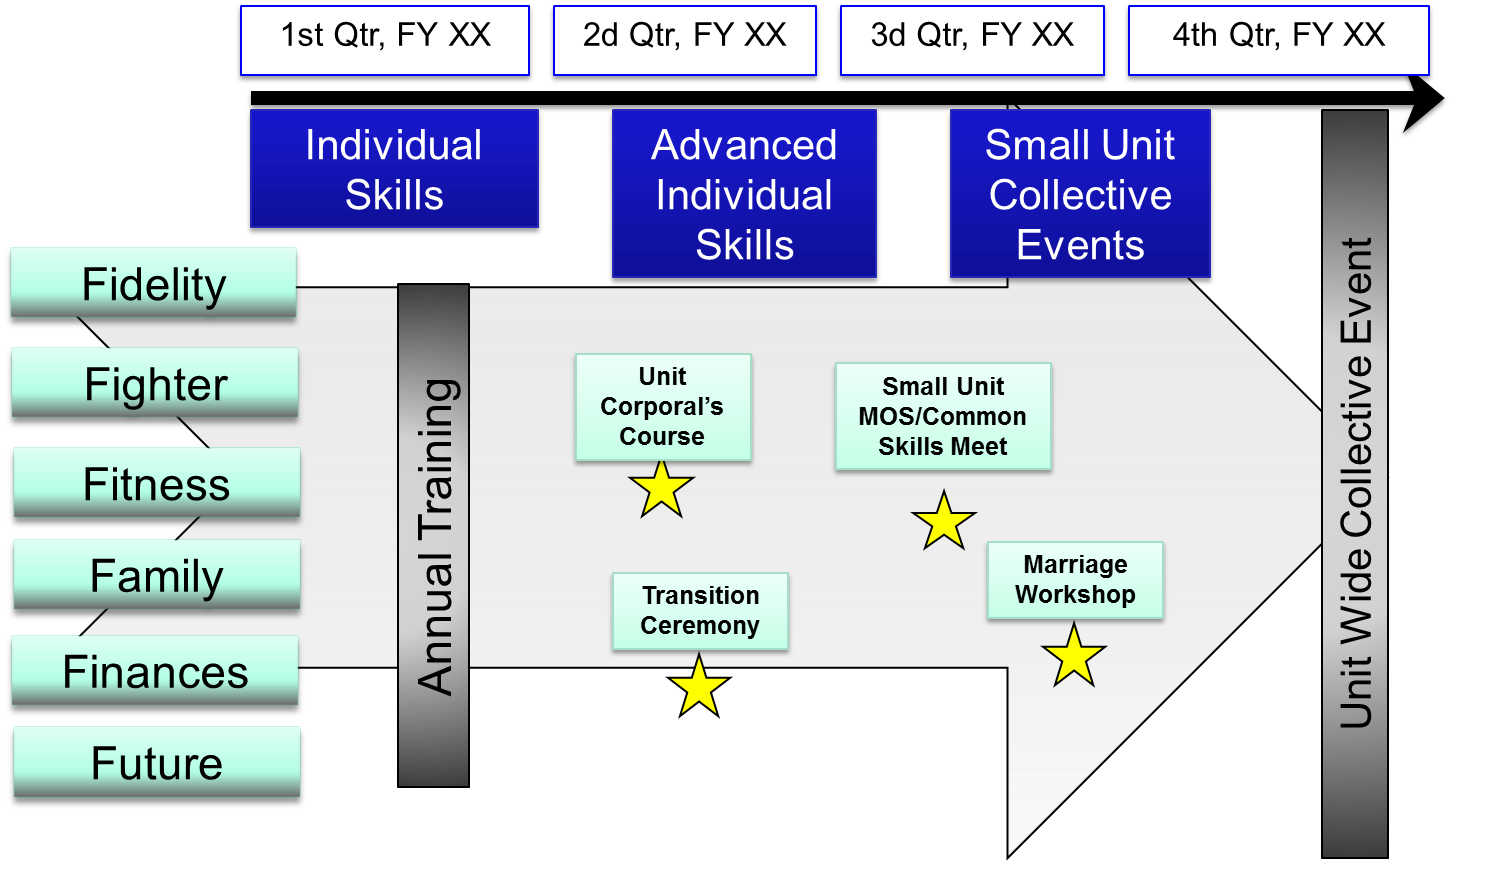 1st Qtr, FY XX
2d Qtr, FY XX
3d Qtr, FY XX
4th Qtr, FY XX
Individual
Skills
Advanced
Individual
Skills
Small Unit
Collective
Events
Fidelity
Fighter
Fitness
Family
Finances
Future
Annual Training
Unit
Corporal’s
Course
Transition
Ceremony
Small Unit
MOS/Common
Skills Meet
Marriage
Workshop
Unit Wide Collective Event